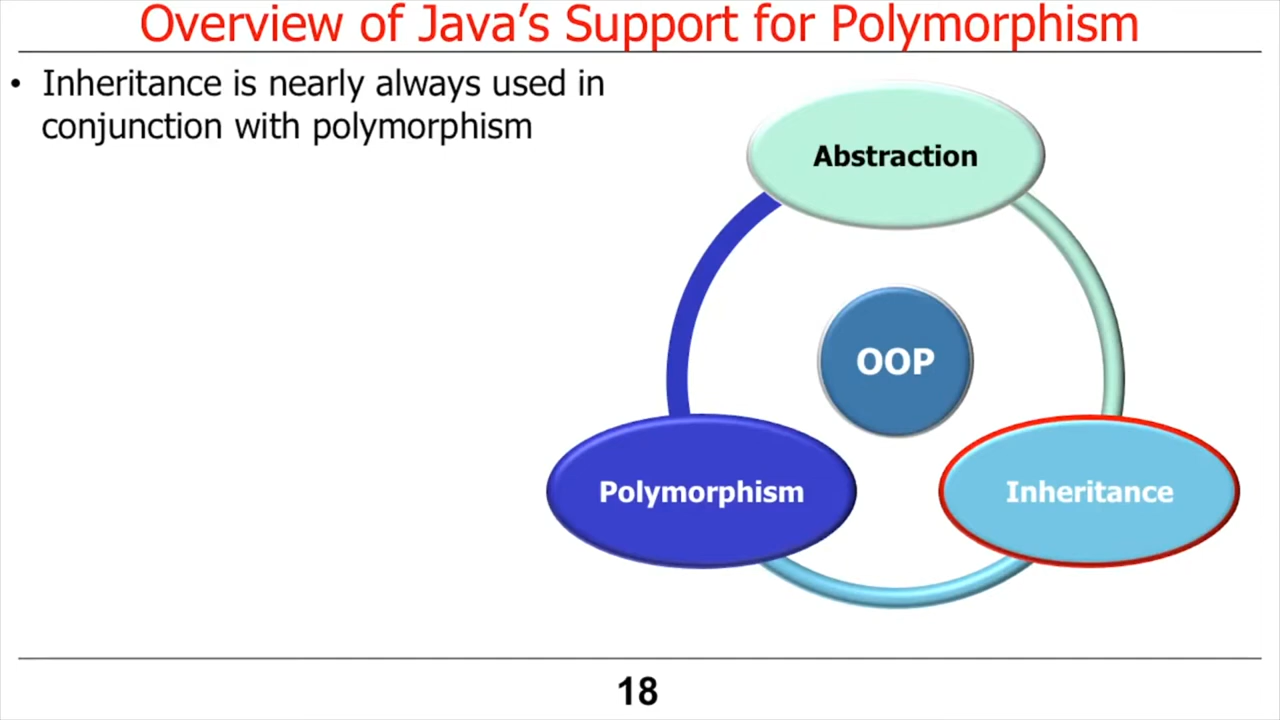 Overview of Java’s Support for Polymorphism
• Inheritance is nearly always used in
conjunction with polymorphism
Abstraction
OOP
Polymorphism
Inheritance
18